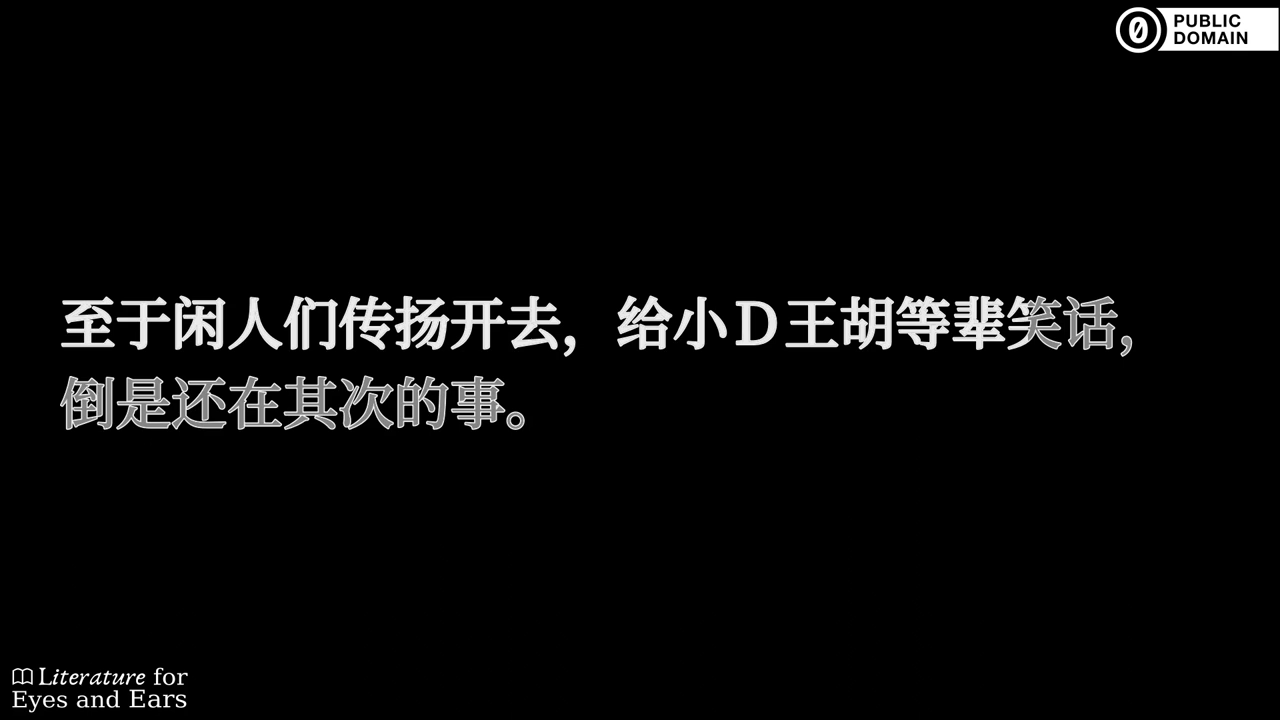 PUBLIC
DOMAIN
至于闲人们传扬开去，给小Ｄ王胡等辈笑话，
倒是还在其次的事。
Literature for
Eyes and Ears